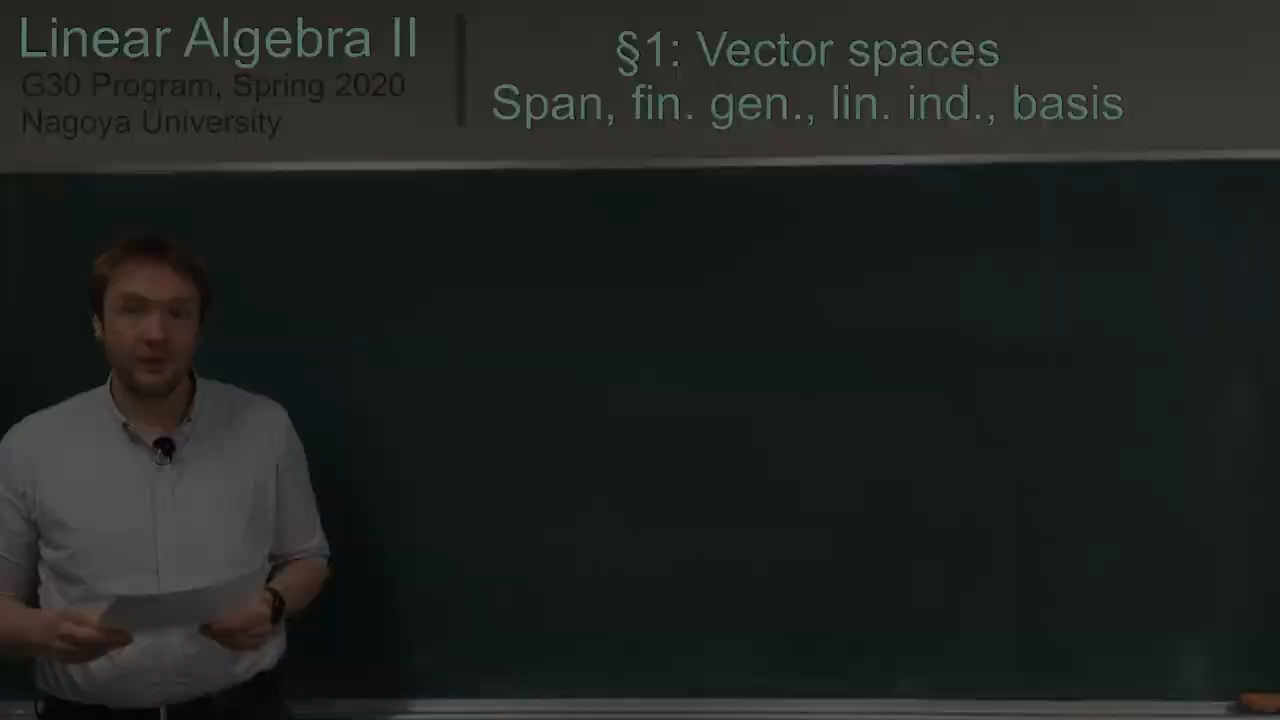 Linear Algebra II
G30 Program, Spring 2020
Nagoya University
§1: Vector spaces
Span, fin. gen., lin. ind., basis